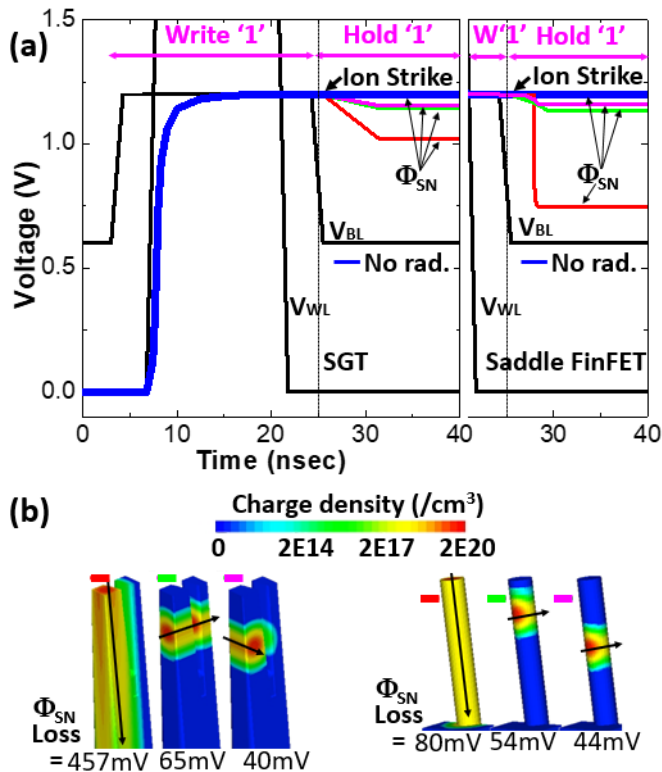 (a)
1.5
1.0
0.5
0.0
Voltage (V)
Write ‘1’
Hold ‘1’
Ion Strike
ΦSN
VBL
No rad.
VWL
SGT
0
10
20
30
40
Time (nsec)
W‘1’
Hold ‘1’
Ion Strike
ΦSN
VBL
No rad.
VWL
Saddle FinFET
30
40
(b)
Charge density (/cm³)
0 2E14 2E17 2E20
ΦSN
Loss
= 457mV 65mV 40mV
ΦSN
Loss
= 80mV 54mV 44mV